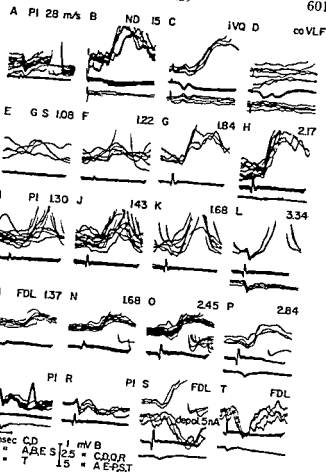 601
A PI 28 m/s B ND 15 C iVQ D coVLF
E G S 1.08 F 1.22 G 1.84 H 2.17
PI 1.30 J 1.43 K 1.68 L 3.34
FDL 1.37 N 1.68 O 2.45 P 2.84
PI R PI S FDL T FDL
depol.5nA
msec C,D 1 mV B
" A,B,E S 2.5 " C,D,Q,R
" T 5 " A E-P,S,T